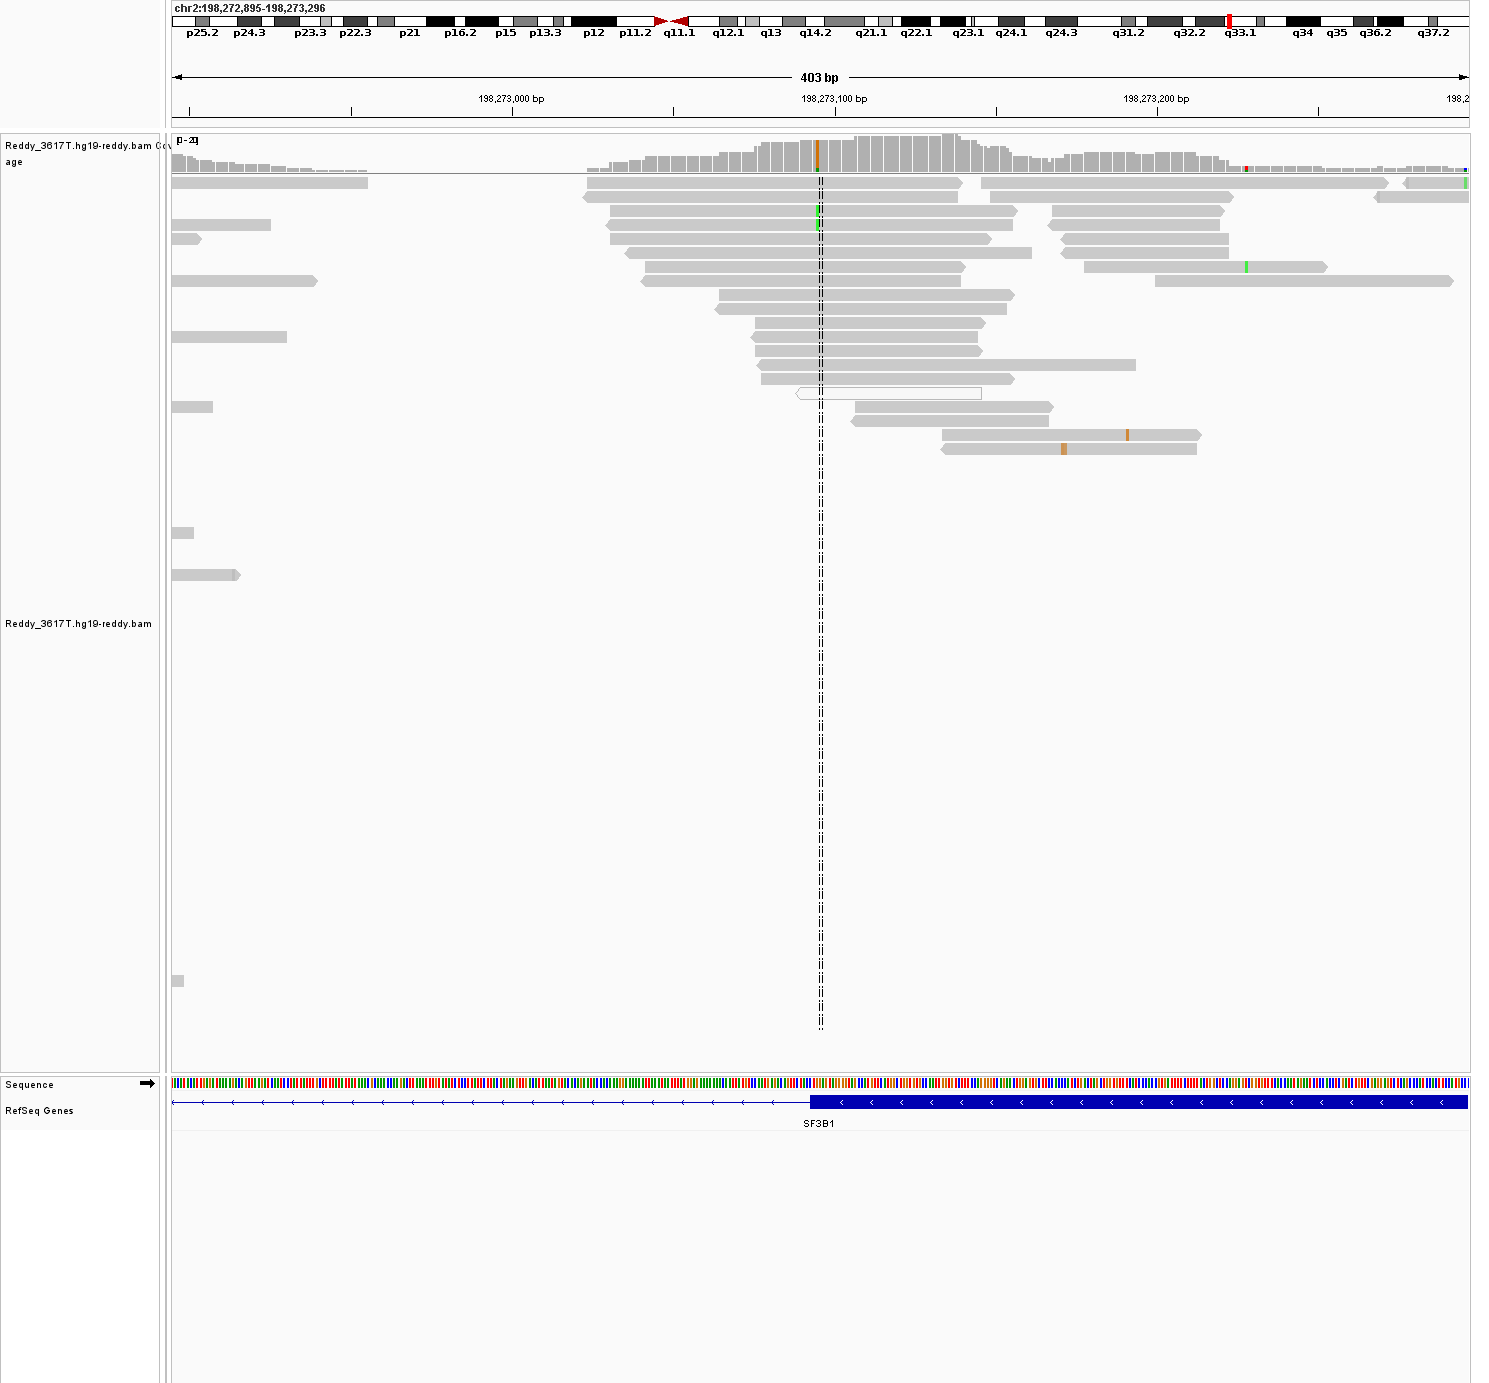 chr2:198,272,895-198,273,296
p25.2 p24.3 p23.3 p22.3 p21 p16.2 p15 p13.3 p12 p11.2 q11.1 q12.1 q13 q14.2 q21.1 q22.1 q23.1 q24.1 q24.3 q31.2 q32.2 q33.1 q34 q35 q36.2 q37.2
403 bp
198,273,000 bp 198,273,100 bp 198,273,200 bp 198,2
Reddy_3617T.hg19-reddy.bam Cov
age
[0 - 20]
Reddy_3617T.hg19-reddy.bam
Sequence
RefSeq Genes
SF3B1